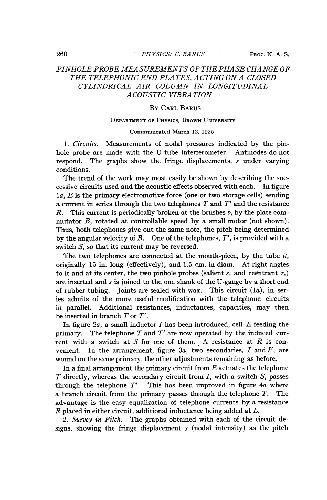 260 PHYSICS: C. BARUS PROC. N. A. S.
PINHOLE PROBE MEASUREMENTS OF THE PHASE CHANGE OF
THE TELEPHONIC END PLATES, ACTING ON A CLOSED
CYLINDRICAL AIR COLUMN IN LONGITUDINAL
ACOUSTIC VIBRATION
BY CARL BARUS
DEPARTMENT OF PHYSICS, BROWN UNIVERSITY
Communicated March 13, 1925
1. Circuits. Measurements of nodal pressures indicated by the pin-
hole probe are made with the U-tube interferometer. Antinodes do not
respond. The graphs show the fringe displacements, s under varying
conditions.
The trend of the work may most easily be shown by describing the suc-
cessive circuits used and the acoustic effects observed with each. In figure
1a, E is the primary electromotive force (one or two storage cells) sending
a current in series through the two telephones T and T' and the resistance
R. This current is periodically broken at the brushes b, by the plate com-
mutator B, rotated at controllable speed by a small motor (not shown).
Thus, both telephones give out the same note, the pitch being determined
by the angular velocity of B. One of the telephones, T', is provided with a
switch S, so that its current may be reversed.
The two telephones are connected at the mouth-piece, by the tube
originally 15 in. long (effectively), and 1.5 cm. in diam. At right angles
to it and at its center, the two pinhole probes (salient s, and reentrant r,)
are inserted and s is joined to the one shank of the U-gauge by a short end
of rubber tubing. Joints are sealed with wax. This circuit (1a), in ser-
ies admits of the more useful modification with the telephone circuits
in parallel. Additional resistances, inductances, capacities, may then
be inserted in branch T or T'.
In figure 2a, a small inductor I has been introduced, cell E feeding the
primary. The telephone T and T' are now operated by the induced cur-
rent with a switch at S for one of them. A resistance at R is con-
venient. In the arrangement, figure 3a, two secondaries, I and I', are
wound on the same primary, the other adjustments remaining as before.
In a final arrangement the primary circuit from E actuates the telephone
T directly, whereas the secondary circuit from I, with a switch S, passes
through the telephone T'. This has been improved in figure 4a where
a branch circuit from the primary passes through the telephone T. The
advantage is the easy equalization of telephone currents by a resistance
R placed in either circuit, additional inductance being added at L.
2. Survey in Pitch. The graphs obtained with each of the circuit de-
signs, showing the fringe displacement s (nodal intensity) as the pitch